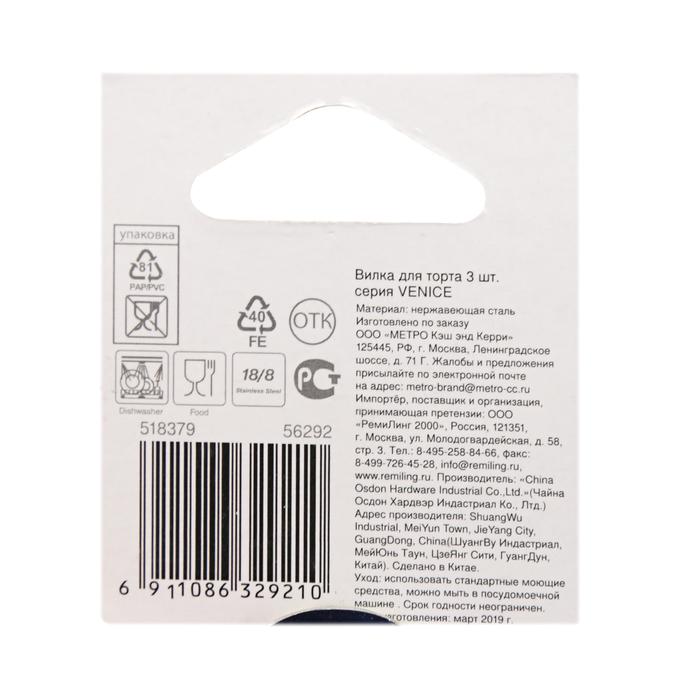 упаковка
81
PAP/PVC
40
FE
ОТК
18/8
Stainless Steel
Dishwasher
Food
518379
56292
6 911086 329210
Вилка для торта 3 шт.
серия VENICE
Материал: нержавеющая сталь
Изготовлено по заказу
ООО «МЕТРО Кэш энд Керри»
125445, РФ, г. Москва, Ленинградское
шоссе, д. 71 Г. Жалобы и предложения
присылайте по электронной почте
на адрес: metro-brand@metro-cc.ru
Импортёр, поставщик и организация,
принимающая претензии: ООО
«РемиЛинг 2000», Россия, 121351,
г. Москва, ул. Молодогвардейская, д. 58,
стр. 3. Тел.: 8-495-258-84-66, факс:
8-499-726-45-28, info@remiling.ru,
www.remiling.ru. Производитель: «China
Osdon Hardware Industrial Co.,Ltd.»(Чайна
Осдон Хардвэр Индастриал Ко., Лтд.)
Адрес производителя: ShuangWu
Industrial, MeiYun Town, JieYang City,
GuangDong, China(ШуангВу Индастриал,
МейЮнь Таун, ЦзеЯнг Сити, ГуангДун,
Китай). Сделано в Китае.
Уход: использовать стандартные моющие
средства, можно мыть в посудомоечной
машине . Срок годности неограничен.
изготовления: март 2019 г.